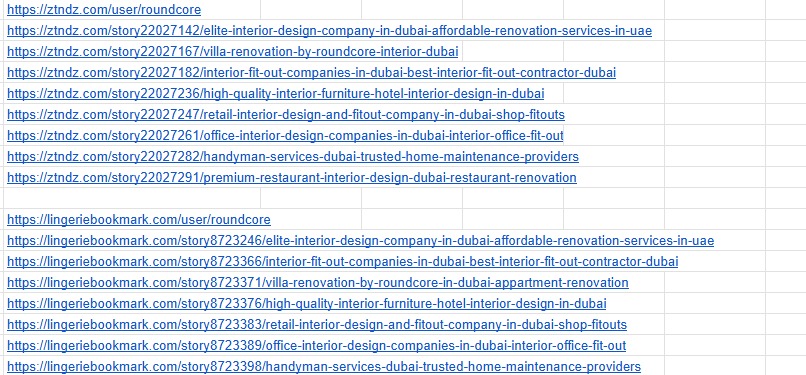 https://ztndz.com/user/roundcore
https://ztndz.com/story22027142/elite-interior-design-company-in-dubai-affordable-renovation-services-in-uae
https://ztndz.com/story22027167/villa-renovation-by-roundcore-interior-dubai
https://ztndz.com/story22027182/interior-fit-out-companies-in-dubai-best-interior-fit-out-contractor-dubai
https://ztndz.com/story22027236/high-quality-interior-furniture-hotel-interior-design-in-dubai
https://ztndz.com/story22027247/retail-interior-design-and-fitout-company-in-dubai-shop-fitouts
https://ztndz.com/story22027261/office-interior-design-companies-in-dubai-interior-office-fit-out
https://ztndz.com/story22027282/handyman-services-dubai-trusted-home-maintenance-providers
https://ztndz.com/story22027291/premium-restaurant-interior-design-dubai-restaurant-renovation
https://lingeriebookmark.com/user/roundcore
https://lingeriebookmark.com/story8723246/elite-interior-design-company-in-dubai-affordable-renovation-services-in-uae
https://lingeriebookmark.com/story8723366/interior-fit-out-companies-in-dubai-best-interior-fit-out-contractor-dubai
https://lingeriebookmark.com/story8723371/villa-renovation-by-roundcore-in-dubai-appartment-renovation
https://lingeriebookmark.com/story8723376/high-quality-interior-furniture-hotel-interior-design-in-dubai
https://lingeriebookmark.com/story8723383/retail-interior-design-and-fitout-company-in-dubai-shop-fitouts
https://lingeriebookmark.com/story8723389/office-interior-design-companies-in-dubai-interior-office-fit-out
https://lingeriebookmark.com/story8723398/handyman-services-dubai-trusted-home-maintenance-providers